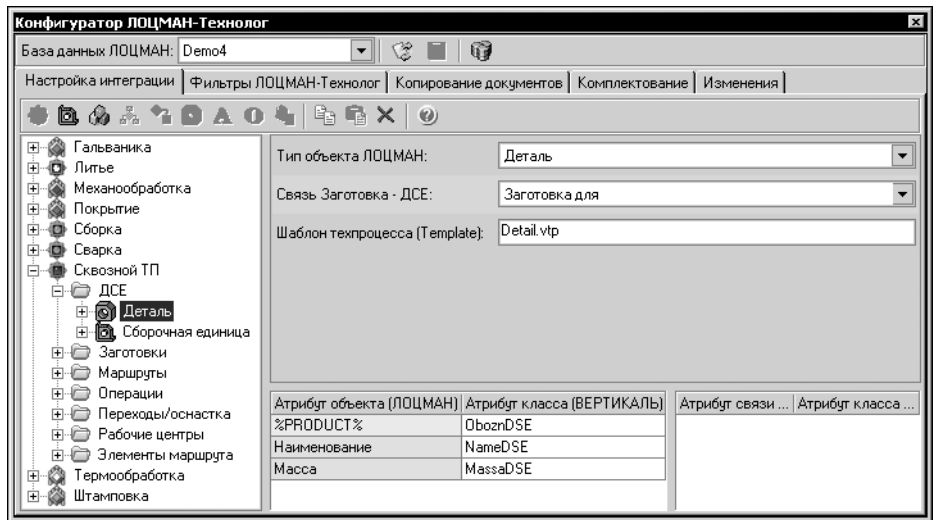 Конфигуратор ЛОЦМАН-Технолог
База данных ЛОЦМАН: Demo4
Настройка интеграции Фильтры ЛОЦМАН-Технолог Копирование документов Комплектование Изменения
Гальваника
Литье
Механообработка
Покрытие
Сборка
Сварка
Сквозной ТП
ДСЕ
Деталь
Сборочная единица
Заготовки
Маршруты
Операции
Переходы/оснастка
Рабочие центры
Элементы маршрута
Термообработка
Штамповка
Тип объекта ЛОЦМАН: Деталь
Связь Заготовка - ДСЕ: Заготовка для
Шаблон техпроцесса (Template): Detail.vtp
Атрибут объекта (ЛОЦМАН) Атрибут класса (ВЕРТИКАЛЬ)
%PRODUCT% OboznDSE
Наименование NameDSE
Масса MassaDSE
Атрибут связи ... Атрибут класса ...